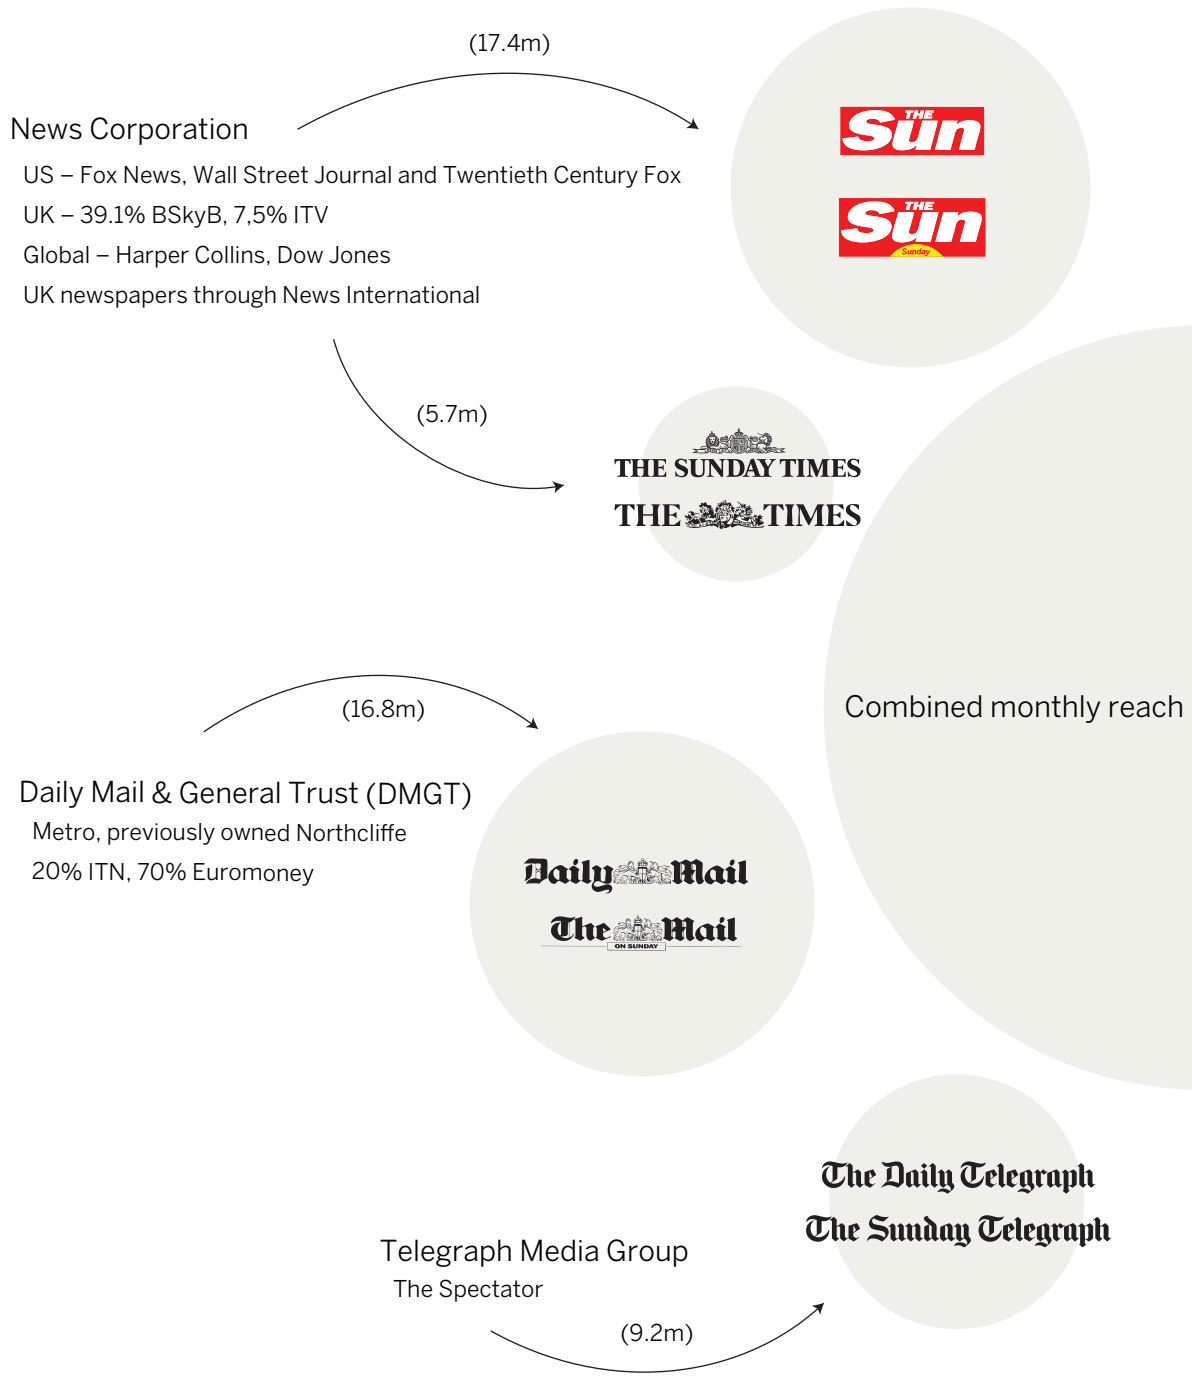 (17.4m)
News Corporation
US – Fox News, Wall Street Journal and Twentieth Century Fox
UK – 39.1% BSkyB, 7,5% ITV
Global – Harper Collins, Dow Jones
UK newspapers through News International
THE
Sun
THE
Sun
Sunday
(5.7m)
THE SUNDAY TIMES
THE TIMES
Combined monthly reach
(16.8m)
Daily Mail & General Trust (DMGT)
Metro, previously owned Northcliffe
20% ITN, 70% Euromoney
Daily Mail
The Mail
ON SUNDAY
The Daily Telegraph
The Sunday Telegraph
Telegraph Media Group
The Spectator
(9.2m)